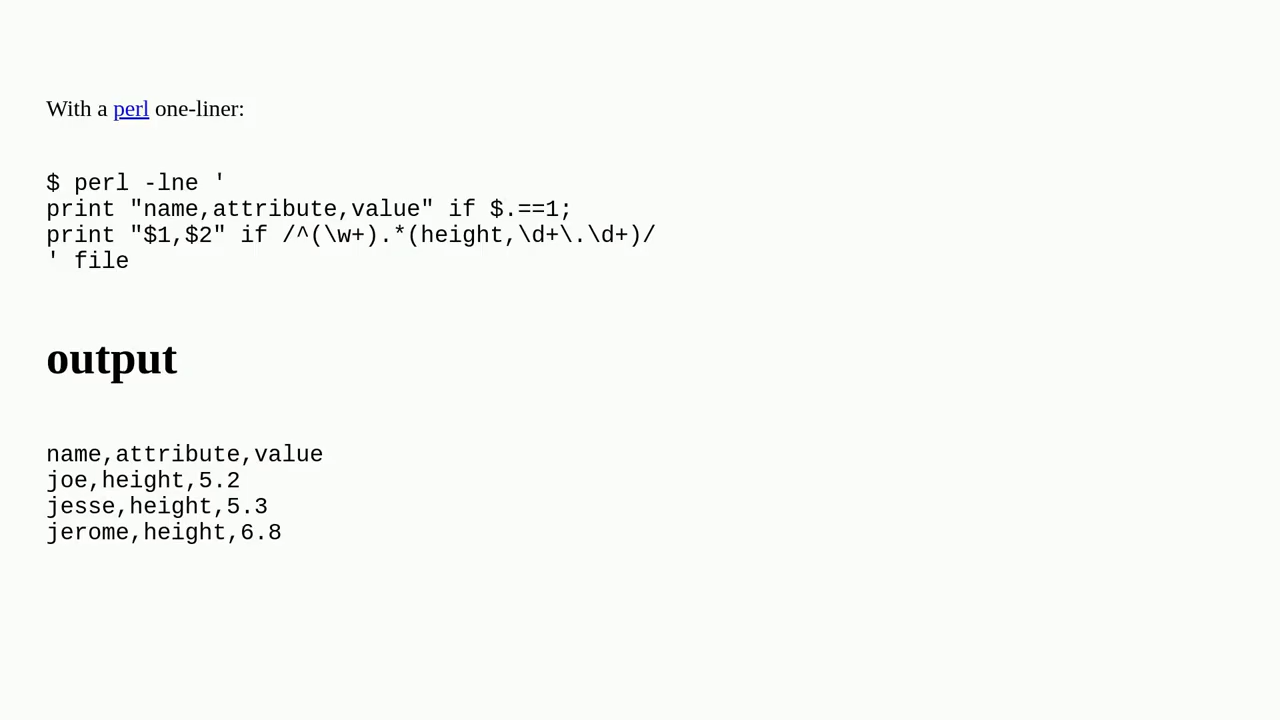 With a perl one-liner:
$ perl -lne '
print "name,attribute,value" if $.==1;
print "$1,$2" if /^(\w+).*(height,\d+\.\d+)/
' file
output
name,attribute,value
joe,height,5.2
jesse,height,5.3
jerome,height,6.8